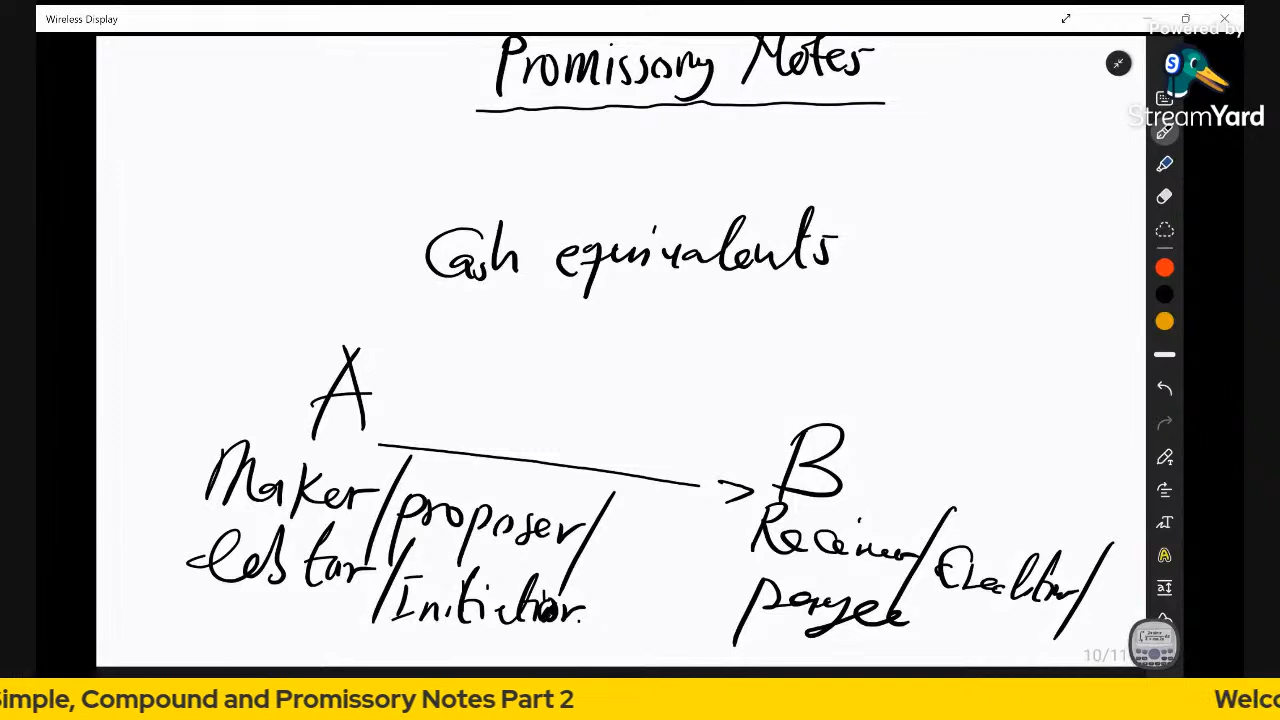 Wireless Display
Powered by
StreamYard
Promissory Notes
Cash equivalents
A
B
Maker/proposer/
debtor/Initiator.
Receiver/Creditor/
payee
10/11
Simple, Compound and Promissory Notes Part 2
Welco